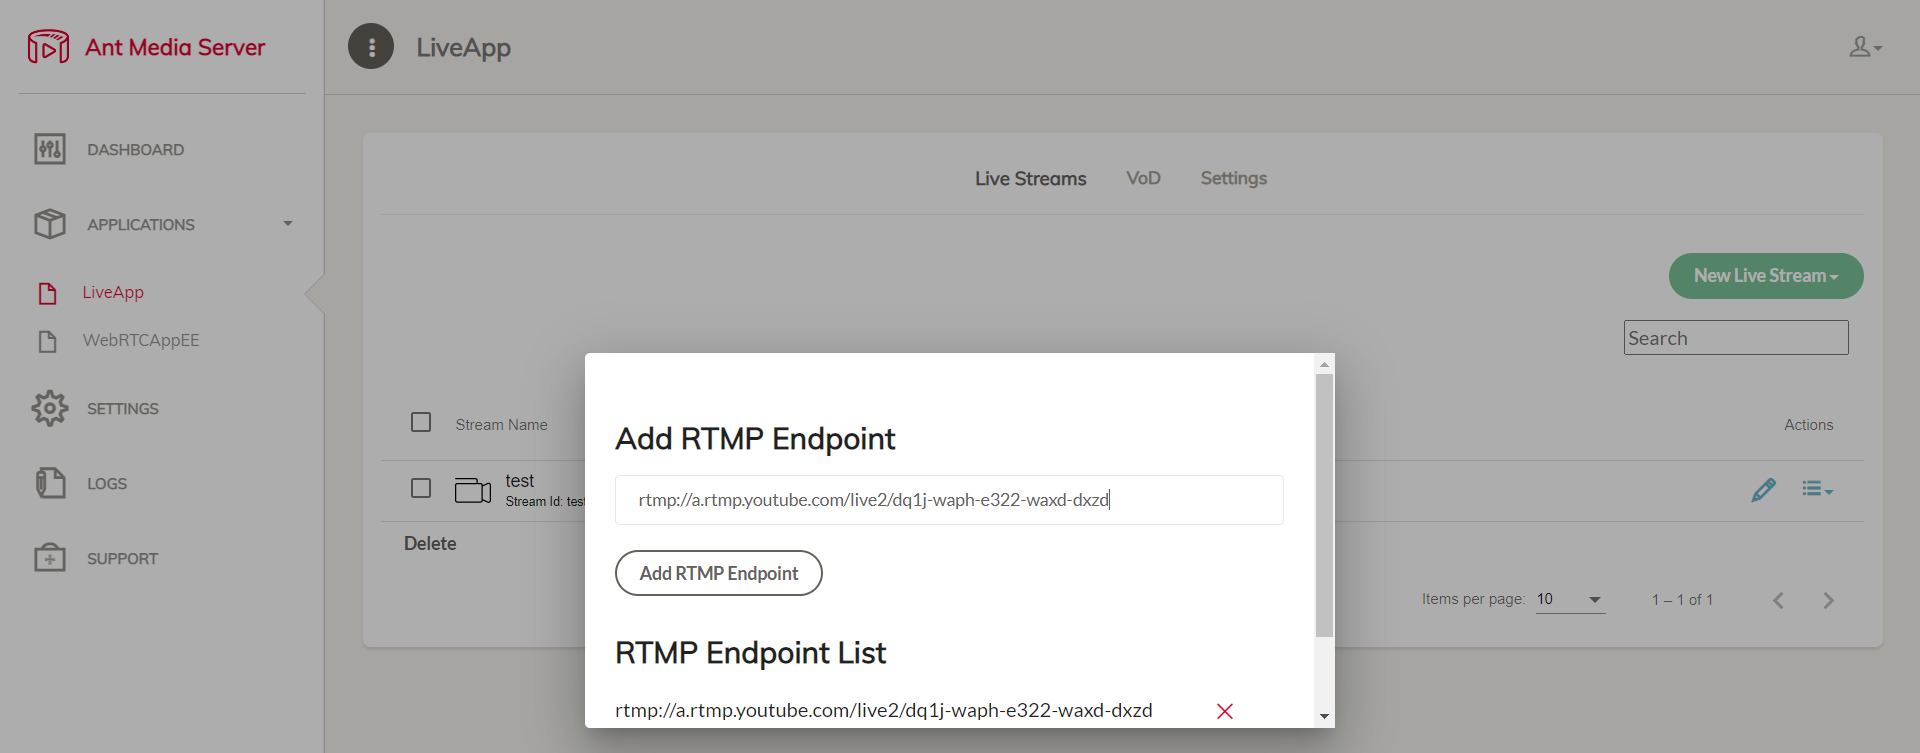 Ant Media Server
LiveApp
DASHBOARD
APPLICATIONS
LiveApp
WebRTCAppEE
SETTINGS
LOGS
SUPPORT
Live Streams VoD Settings
New Live Stream
Search
Stream Name Actions
test
Stream Id: test
Delete
Items per page: 10 1 – 1 of 1
Add RTMP Endpoint
rtmp://a.rtmp.youtube.com/live2/dq1j-waph-e322-waxd-dxzd
Add RTMP Endpoint
RTMP Endpoint List
rtmp://a.rtmp.youtube.com/live2/dq1j-waph-e322-waxd-dxzd